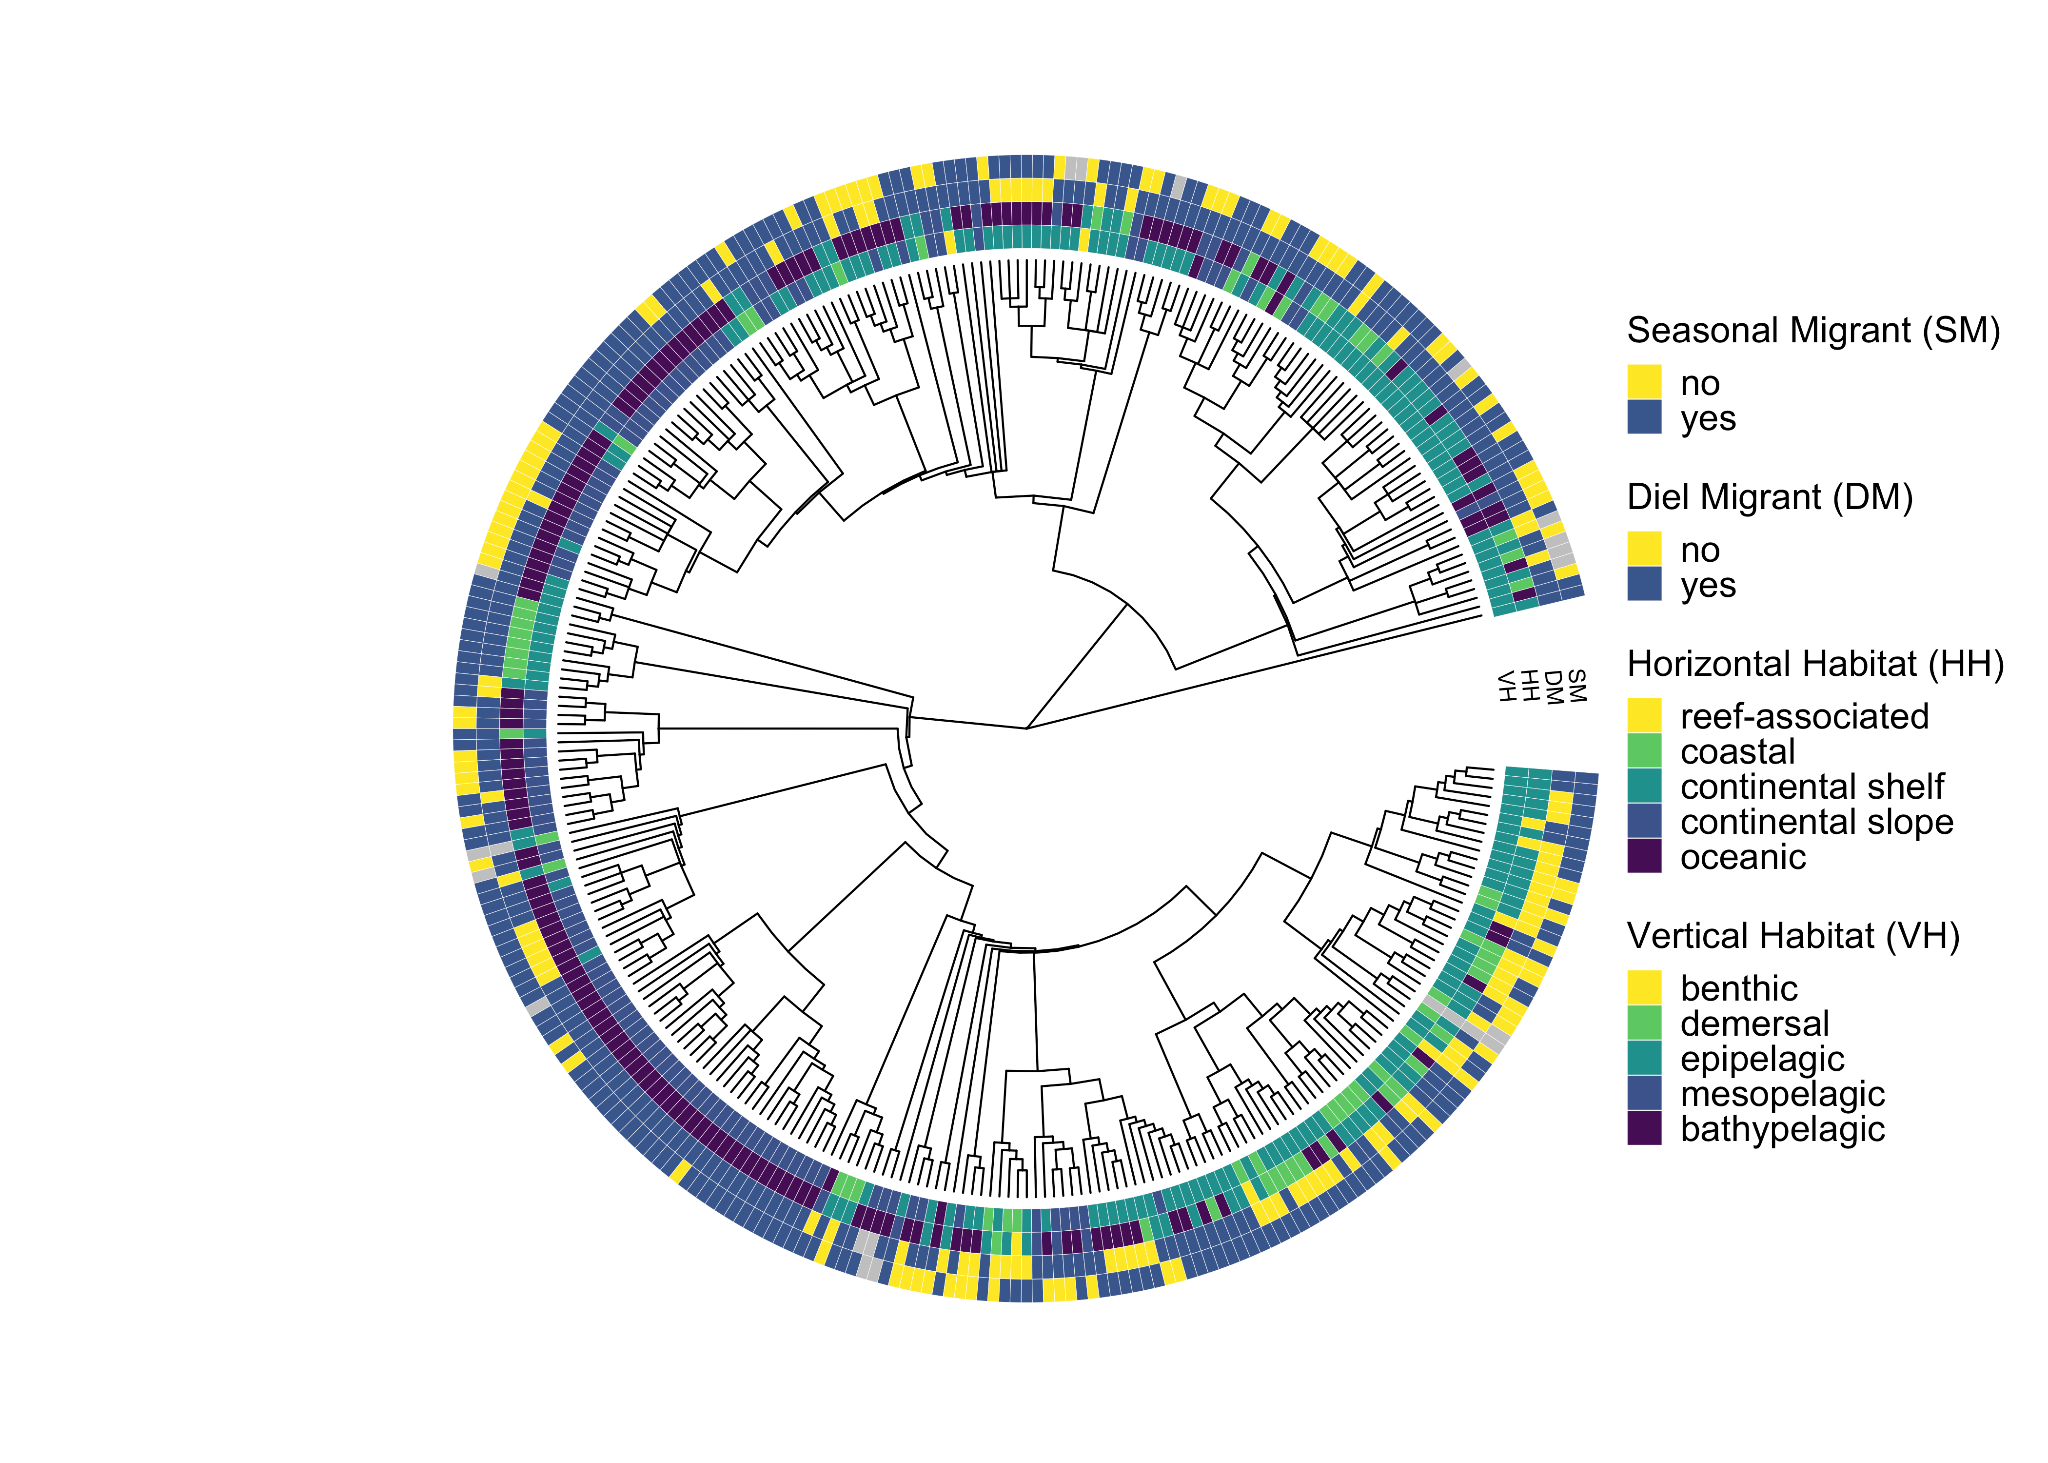 Seasonal Migrant (SM)
no
yes
Diel Migrant (DM)
no
yes
Horizontal Habitat (HH)
reef-associated
coastal
continental shelf
continental slope
oceanic
Vertical Habitat (VH)
benthic
demersal
epipelagic
mesopelagic
bathypelagic
VH
HH
DM
SM